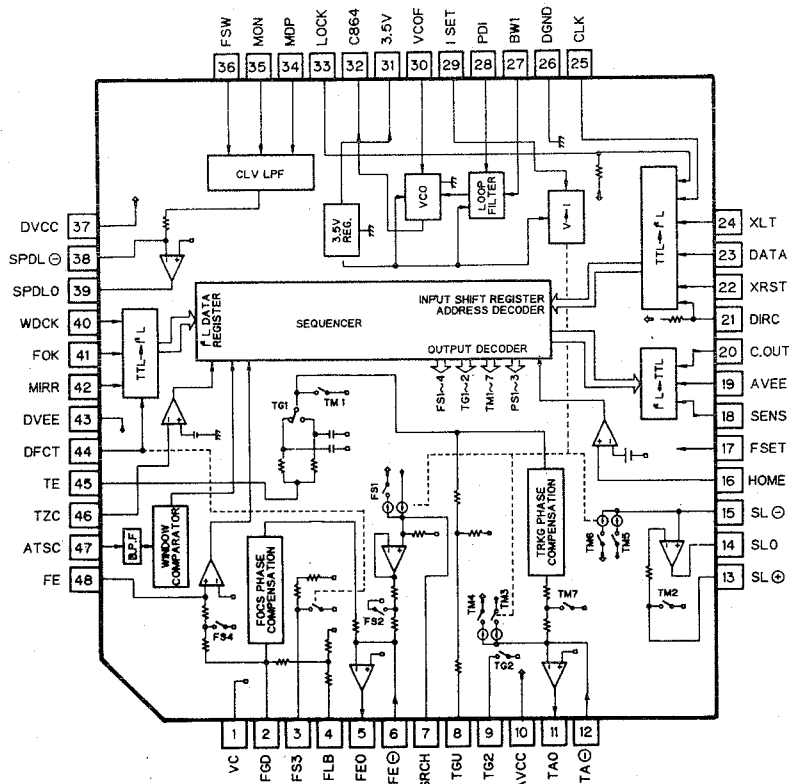 FSW
MON
MDP
LOCK
C864
3.5V
VCOF
I SET
PDI
BW1
DGND
CLK
36 35 34 33 32 31 30 29 28 27 26 25
CLV LPF
3.5V REG.
VCO
LOOP FILTER
V→I
TTL→I²L
DVCC 37
SPDL⊖ 38
SPDLO 39
WDCK 40
FOK 41
MIRR 42
DVEE 43
DFCT 44
TE 45
TZC 46
ATSC 47
FE 48
24 XLT
23 DATA
22 XRST
21 DIRC
20 C.OUT
19 AVEE
18 SENS
17 FSET
16 HOME
15 SL⊖
14 SLO
13 SL⊕
TTL→I²L
I²L DATA REGISTER
SEQUENCER
INPUT SHIFT REGISTER
ADDRESS DECODER
OUTPUT DECODER
FS1~4
TG1~2
TM1~7
PS1~3
I²L→TTL
TG1
TM1
B.P.F
WINDOW COMPARATOR
FOCS PHASE COMPENSATION
TRKG PHASE COMPENSATION
FS1
FS2
FS4
TM4
TM3
TG2
TM7
TM6
TM5
TM2
1 2 3 4 5 6 7 8 9 10 11 12
VC
FGD
FS3
FLB
FEO
FE⊖
SRCH
TGU
TG2
AVCC
TAO
TA⊖